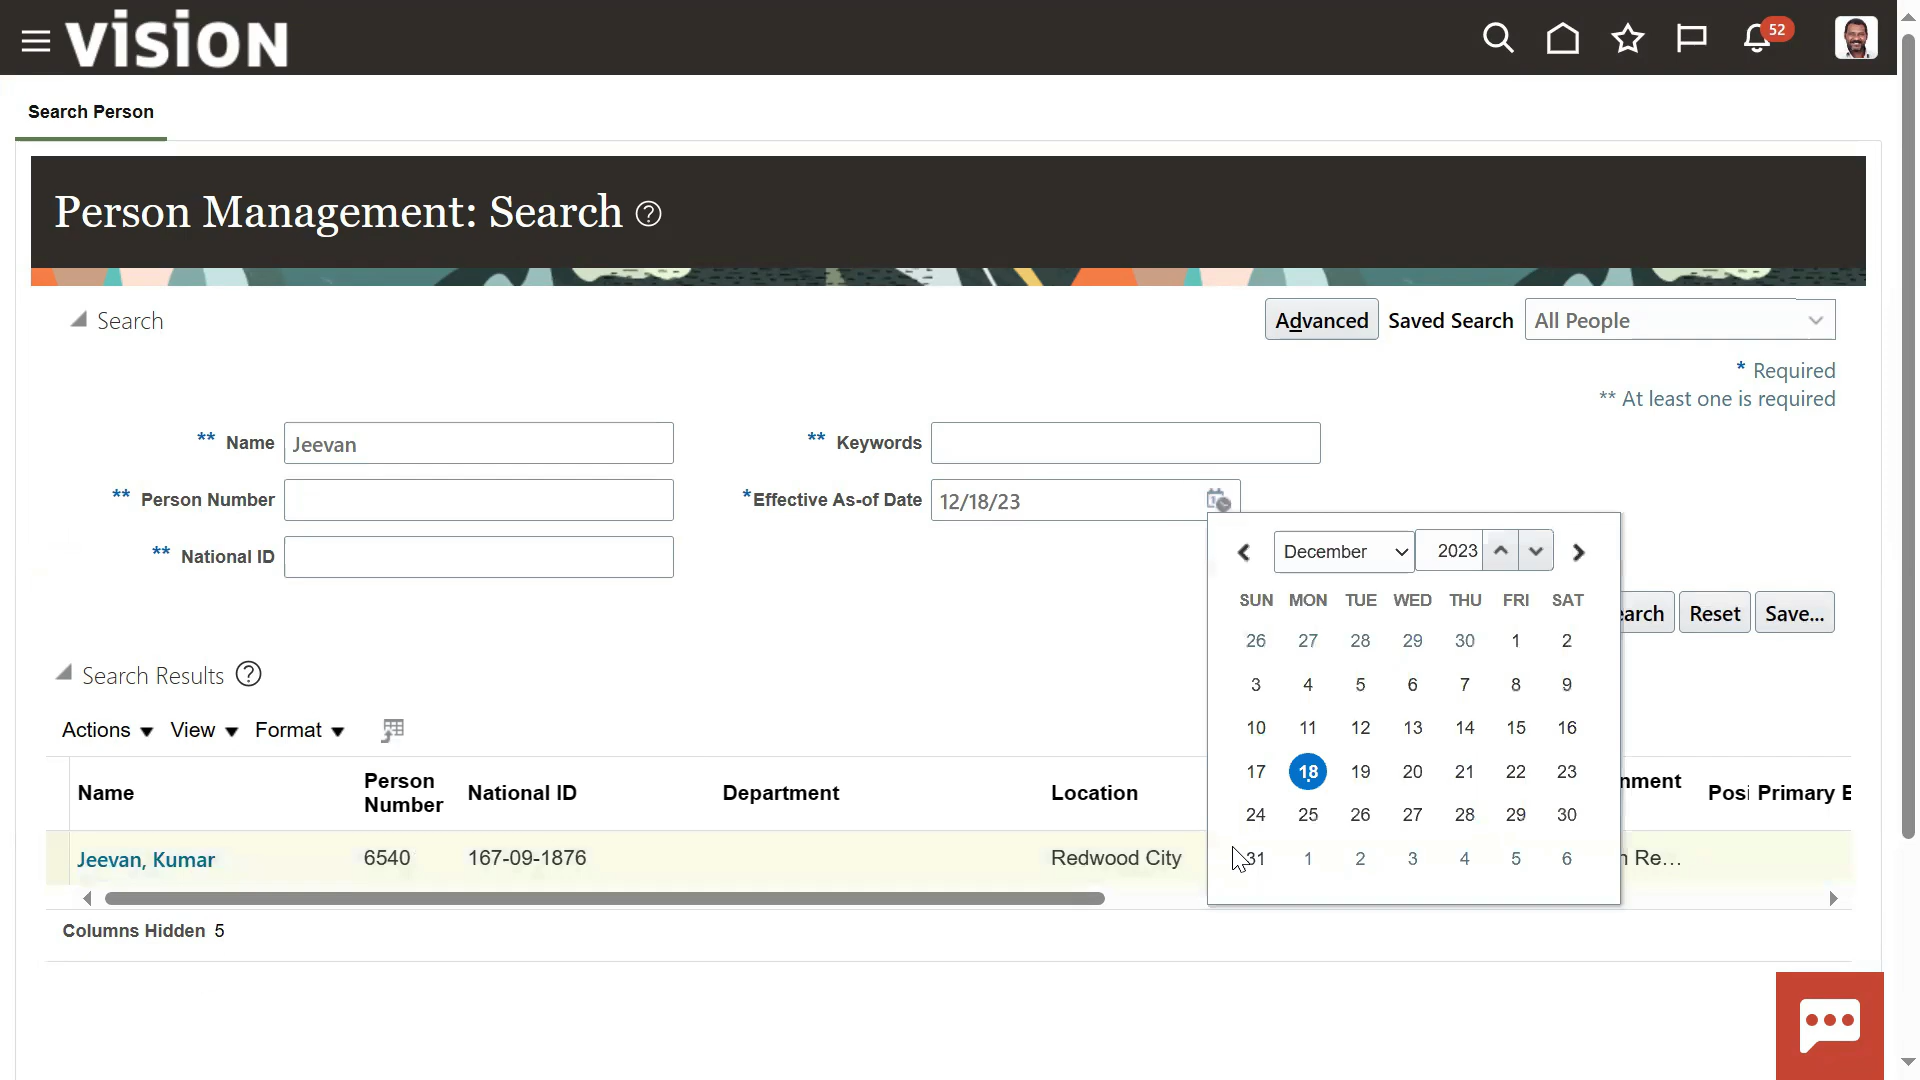 vision
52
Search Person
Person Management: Search ?
Search
Advanced Saved Search All People
* Required
** At least one is required
** Name Jeevan
** Keywords
** Person Number
*Effective As-of Date 12/18/23
** National ID
December 2023
SUN MON TUE WED THU FRI SAT
26 27 28 29 30 1 2
3 4 5 6 7 8 9
10 11 12 13 14 15 16
17 18 19 20 21 22 23
24 25 26 27 28 29 30
31 1 2 3 4 5 6
earch Reset Save...
Search Results ?
Actions View Format
Name Person Number National ID Department Location nment Posi Primary E
Jeevan, Kumar 6540 167-09-1876 Redwood City n Re...
Columns Hidden 5